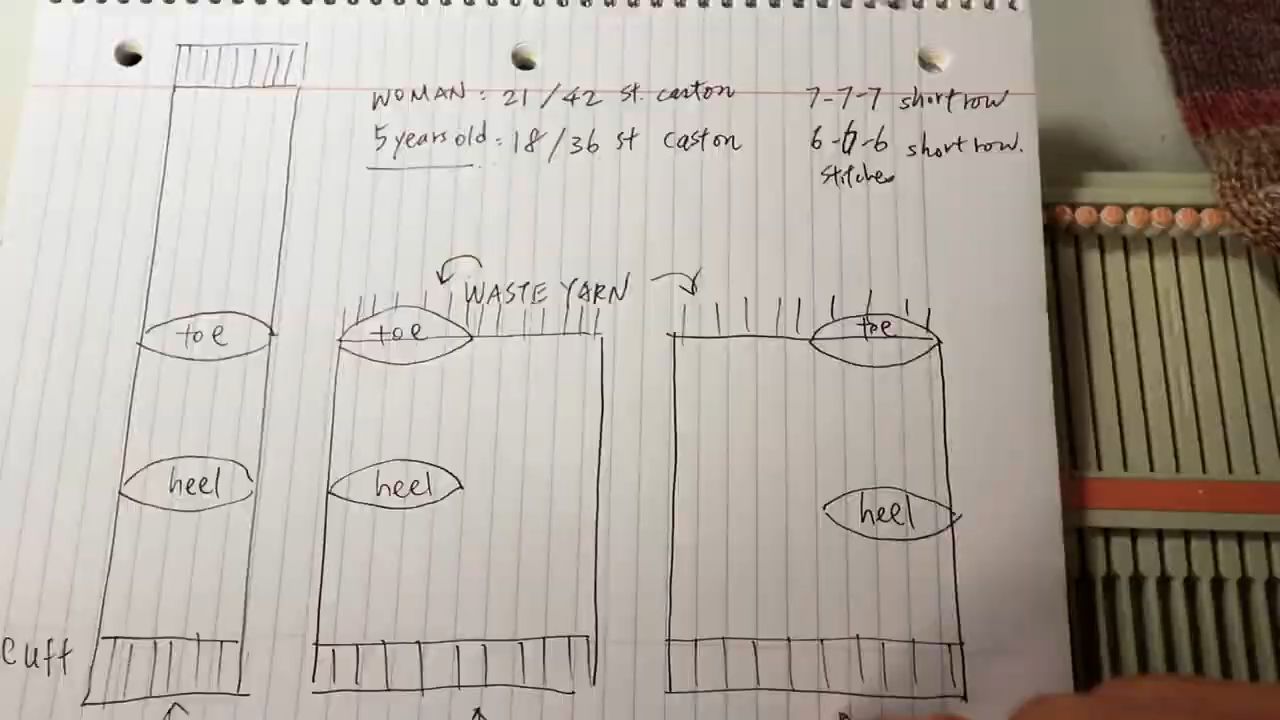 WOMAN : 21 / 42 st. caston 7-7-7 short row
5 years old : 18 / 36 st caston 6-6-6 short row.
stitches
WASTE YARN
toe toe toe
heel heel heel
cuff